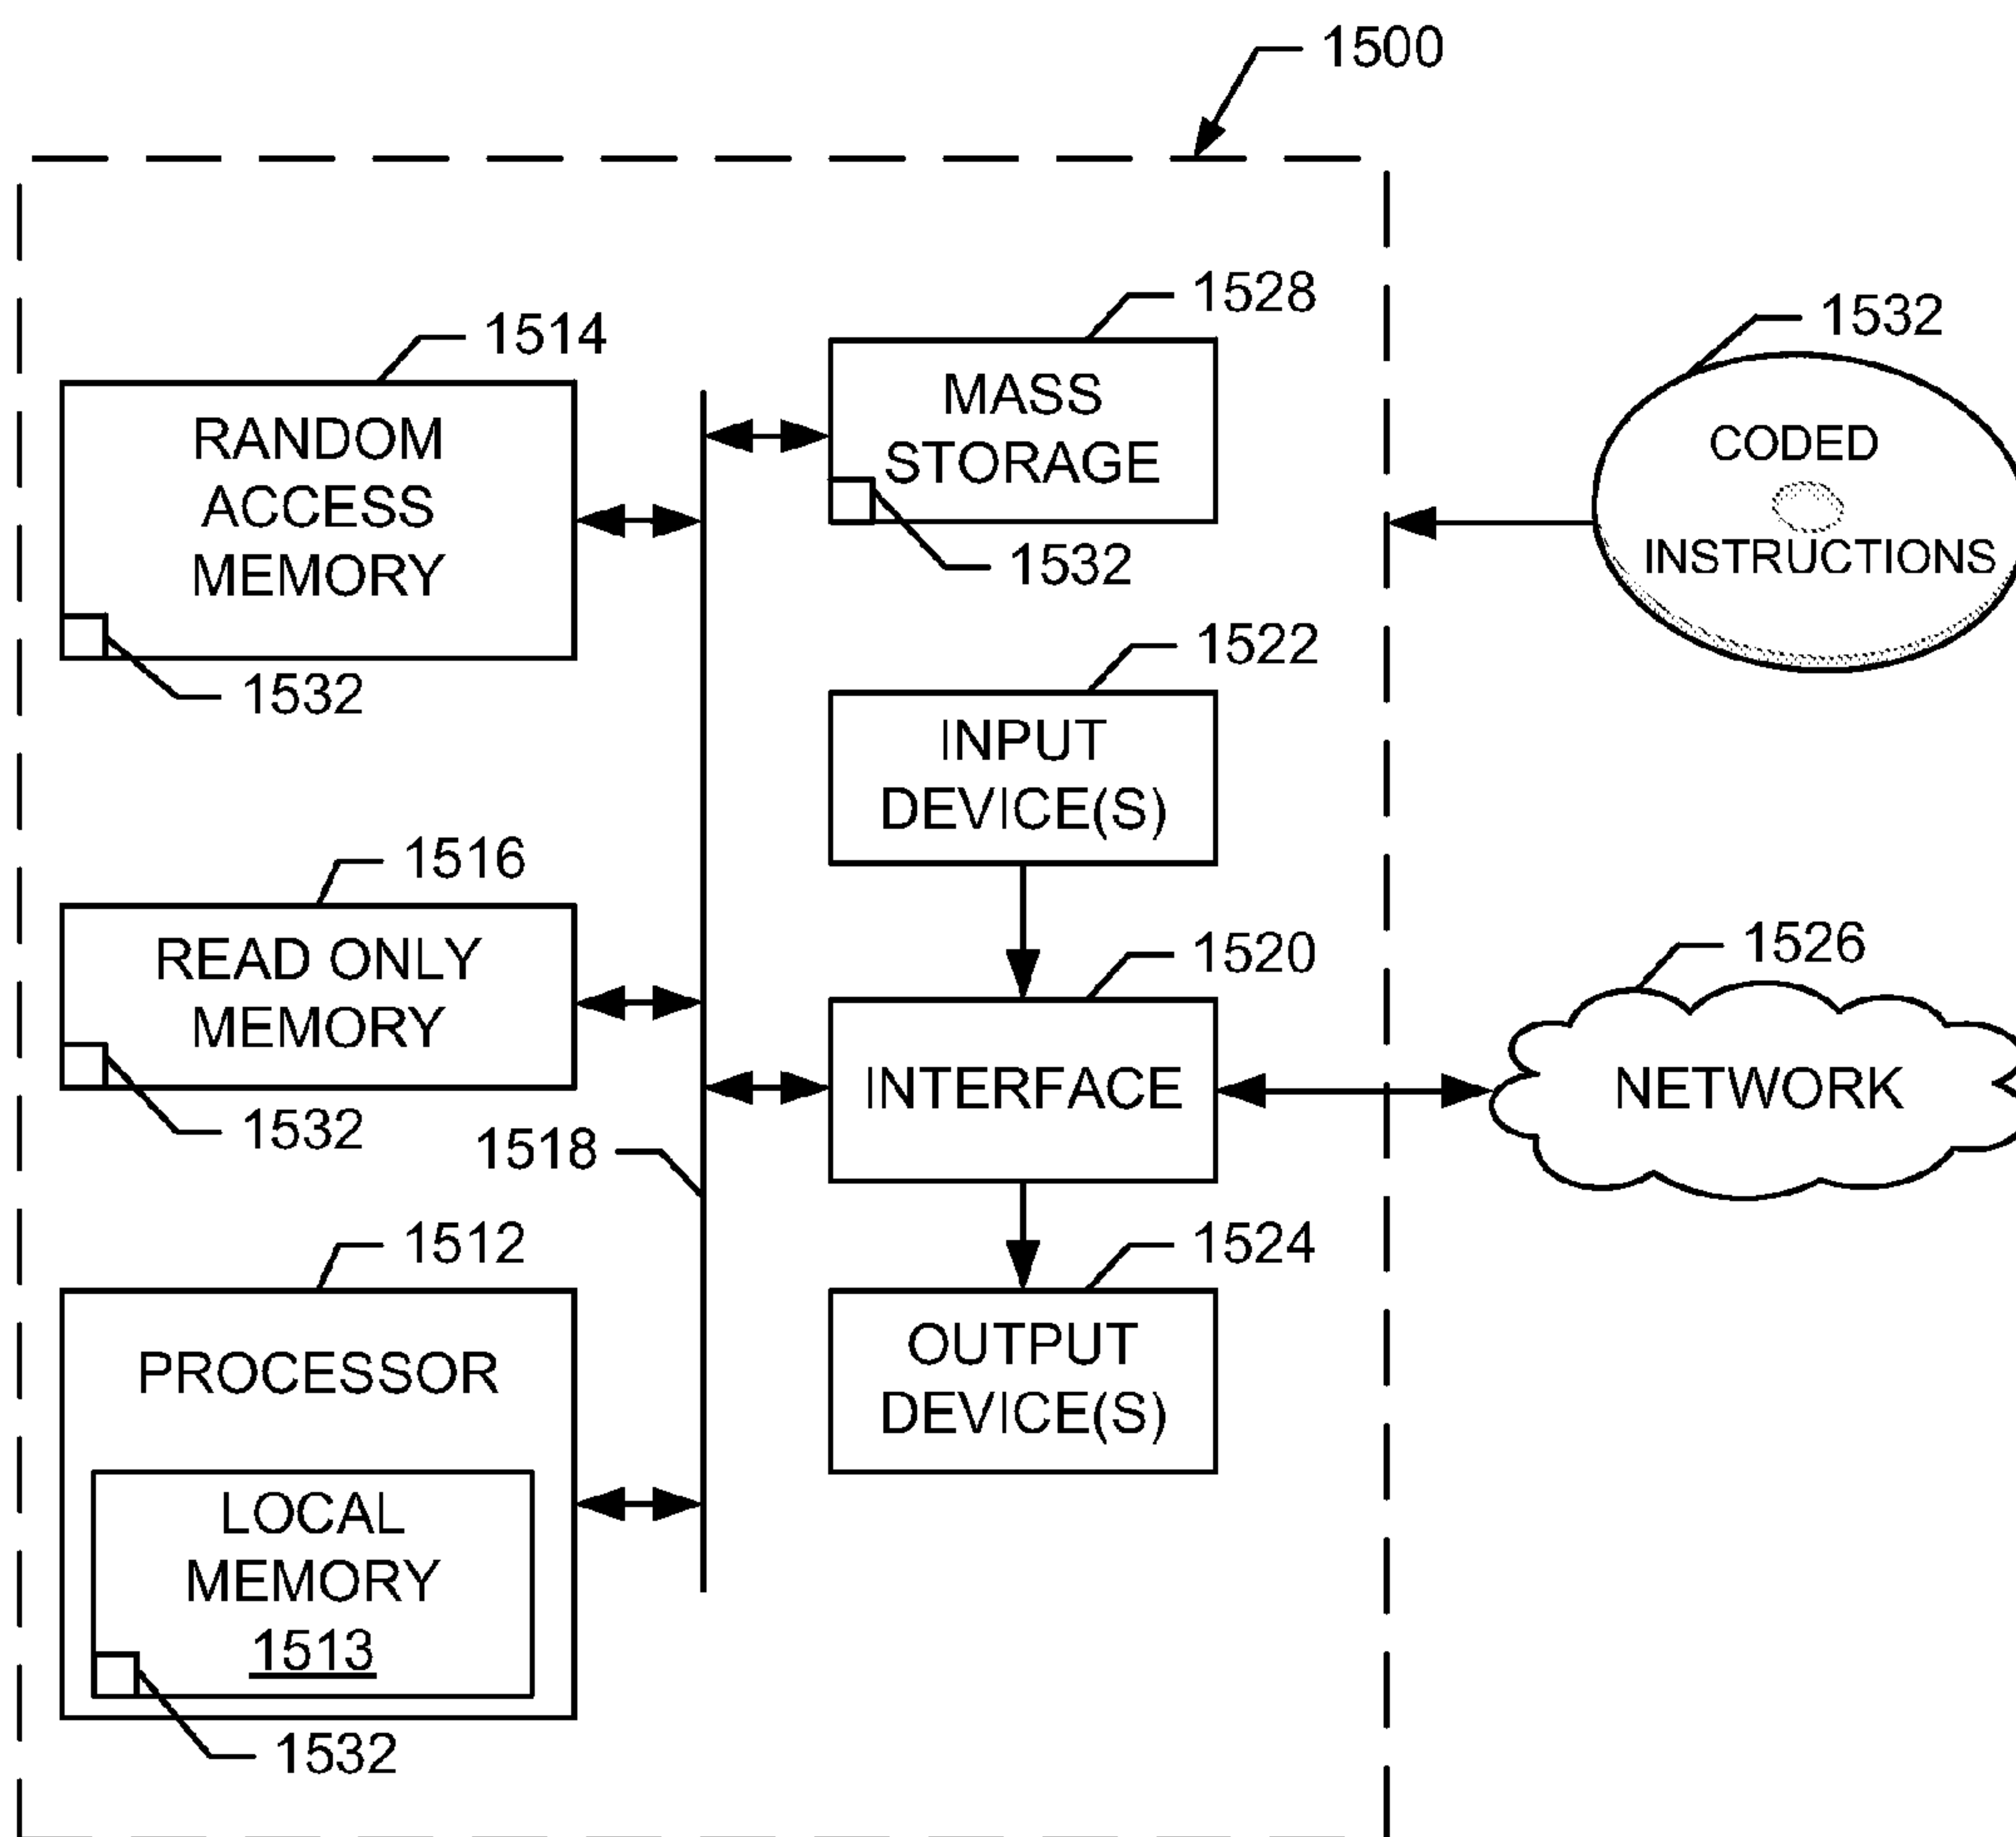 1500
1528
1514
1532
MASS
STORAGE
RANDOM
ACCESS
MEMORY
CODED
INSTRUCTIONS
1532
1532
1522
INPUT
DEVICE(S)
1516
READ ONLY
MEMORY
1520
1526
INTERFACE
NETWORK
1532
1518
1512
1524
PROCESSOR
OUTPUT
DEVICE(S)
LOCAL
MEMORY
1513
1532